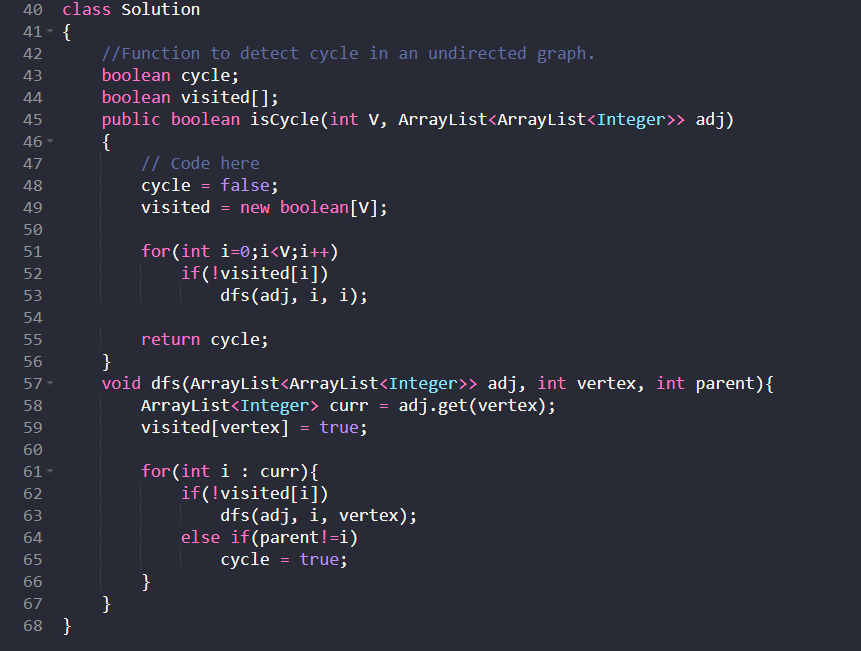 40 class Solution
41 {
42 //Function to detect cycle in an undirected graph.
43 boolean cycle;
44 boolean visited[];
45 public boolean isCycle(int V, ArrayList<ArrayList<Integer>> adj)
46 {
47 // Code here
48 cycle = false;
49 visited = new boolean[V];
50
51 for(int i=0;i<V;i++)
52 if(!visited[i])
53 dfs(adj, i, i);
54
55 return cycle;
56 }
57 void dfs(ArrayList<ArrayList<Integer>> adj, int vertex, int parent){
58 ArrayList<Integer> curr = adj.get(vertex);
59 visited[vertex] = true;
60
61 for(int i : curr){
62 if(!visited[i])
63 dfs(adj, i, vertex);
64 else if(parent!=i)
65 cycle = true;
66 }
67 }
68 }